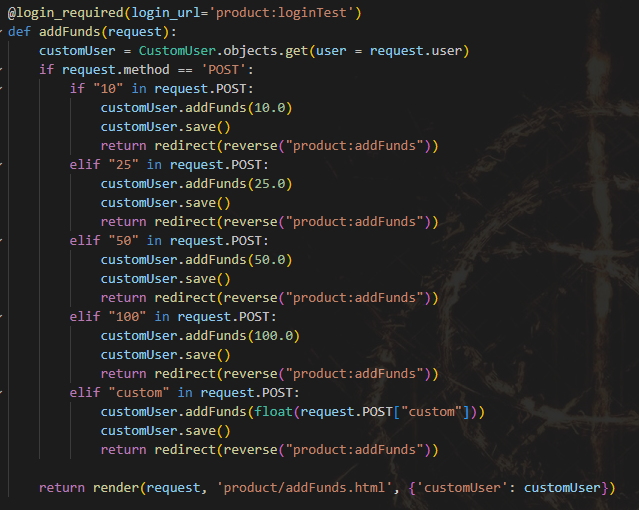 @login_required(login_url='product:loginTest')
def addFunds(request):
    customUser = CustomUser.objects.get(user = request.user)
    if request.method == 'POST':
        if "10" in request.POST:
            customUser.addFunds(10.0)
            customUser.save()
            return redirect(reverse("product:addFunds"))
        elif "25" in request.POST:
            customUser.addFunds(25.0)
            customUser.save()
            return redirect(reverse("product:addFunds"))
        elif "50" in request.POST:
            customUser.addFunds(50.0)
            customUser.save()
            return redirect(reverse("product:addFunds"))
        elif "100" in request.POST:
            customUser.addFunds(100.0)
            customUser.save()
            return redirect(reverse("product:addFunds"))
        elif "custom" in request.POST:
            customUser.addFunds(float(request.POST["custom"]))
            customUser.save()
            return redirect(reverse("product:addFunds"))
    return render(request, 'product/addFunds.html', {'customUser': customUser})